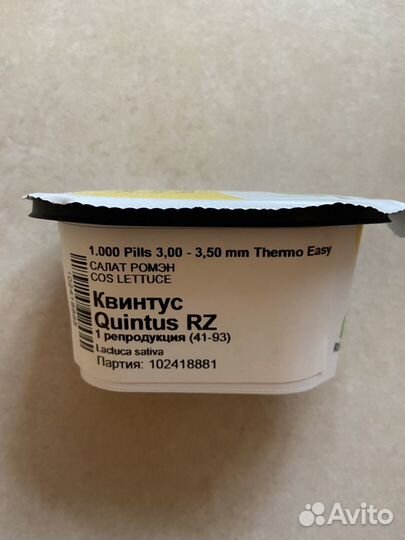 1.000 Pills 3,00 - 3,50 mm Thermo Easy
САЛАТ РОМЭН
COS LETTUCE
Квинтус
Quintus RZ
1 репродукция (41-93)
Lactuca sativa
Партия: 102418881
Avito